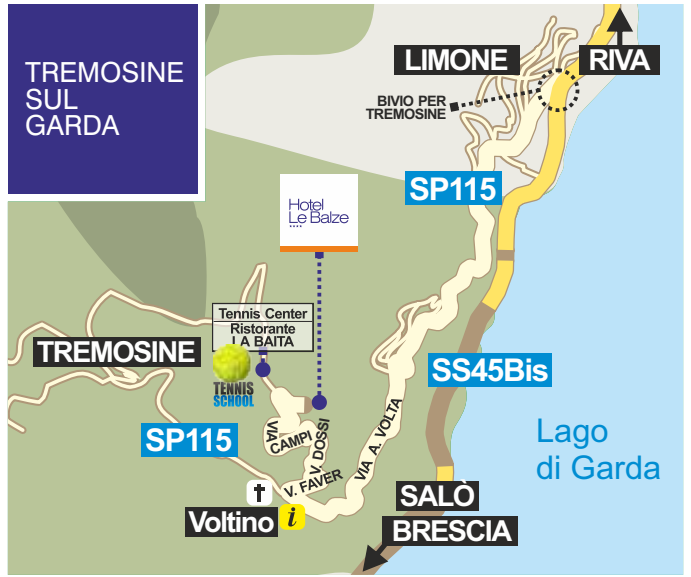 TREMOSINE
SUL
GARDA
LIMONE
RIVA
BIVIO PER
TREMOSINE
SP115
Hotel
Le Balze
****
Tennis Center
Ristorante
LA BAITA
TREMOSINE
TENNIS
SCHOOL
SS45Bis
VIA CAMPI
V. DOSSI
VIA A. VOLTA
SP115
Lago
di Garda
V. FAVER
Voltino
i
SALÒ
BRESCIA